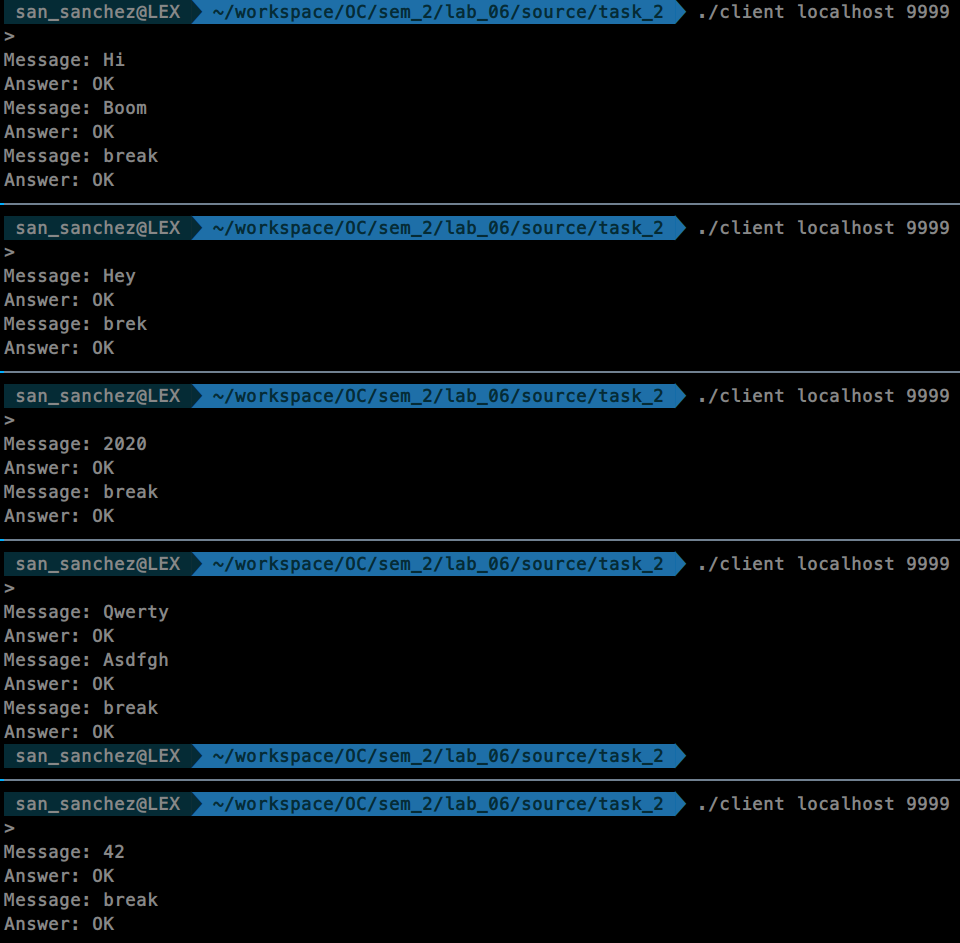 san_sanchez@LEX ~/workspace/OC/sem_2/lab_06/source/task_2 ./client localhost 9999
>
Message: Hi
Answer: OK
Message: Boom
Answer: OK
Message: break
Answer: OK
san_sanchez@LEX ~/workspace/OC/sem_2/lab_06/source/task_2 ./client localhost 9999
>
Message: Hey
Answer: OK
Message: brek
Answer: OK
san_sanchez@LEX ~/workspace/OC/sem_2/lab_06/source/task_2 ./client localhost 9999
>
Message: 2020
Answer: OK
Message: break
Answer: OK
san_sanchez@LEX ~/workspace/OC/sem_2/lab_06/source/task_2 ./client localhost 9999
>
Message: Qwerty
Answer: OK
Message: Asdfgh
Answer: OK
Message: break
Answer: OK
san_sanchez@LEX ~/workspace/OC/sem_2/lab_06/source/task_2
san_sanchez@LEX ~/workspace/OC/sem_2/lab_06/source/task_2 ./client localhost 9999
>
Message: 42
Answer: OK
Message: break
Answer: OK